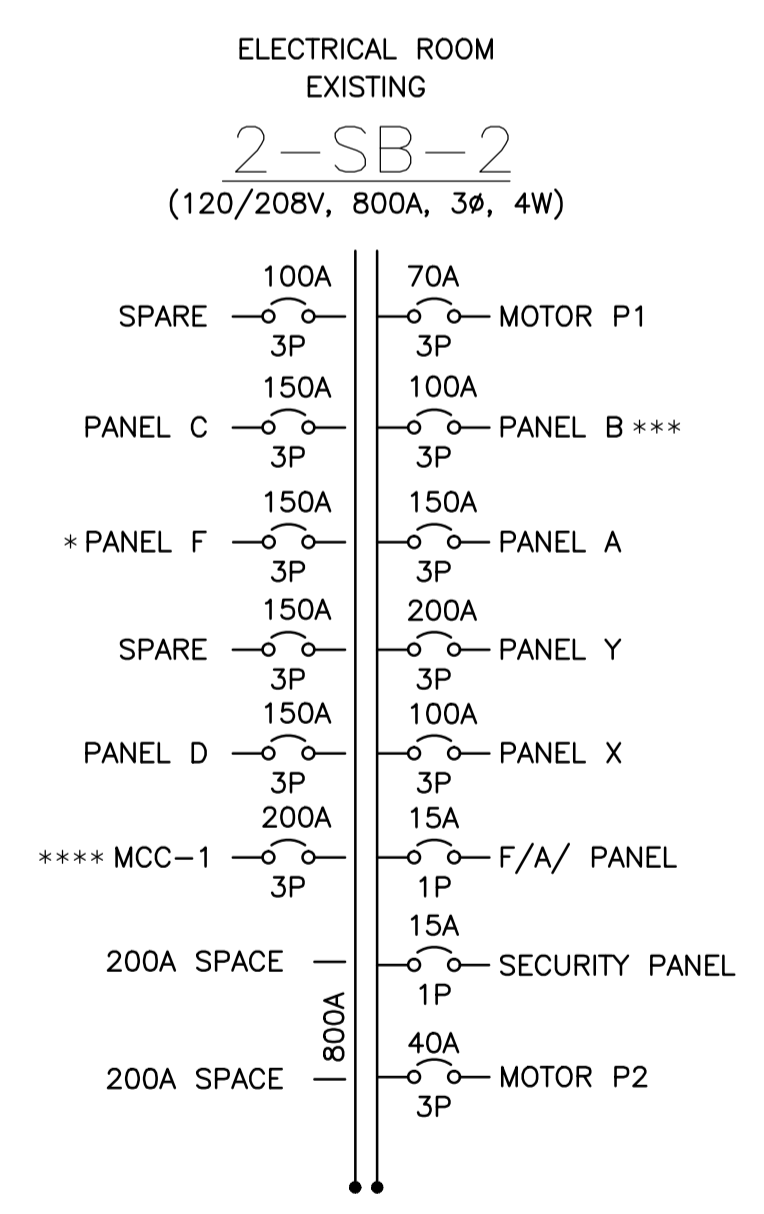 ELECTRICAL ROOM
EXISTING
2-SB-2
(120/208V, 800A, 3ø, 4W)
100A
SPARE
3P
70A
MOTOR P1
3P
150A
PANEL C
3P
100A
PANEL B ***
3P
150A
* PANEL F
3P
150A
PANEL A
3P
150A
SPARE
3P
200A
PANEL Y
3P
150A
PANEL D
3P
100A
PANEL X
3P
200A
**** MCC-1
3P
15A
F/A/ PANEL
1P
200A SPACE
15A
SECURITY PANEL
1P
800A
200A SPACE
40A
MOTOR P2
3P